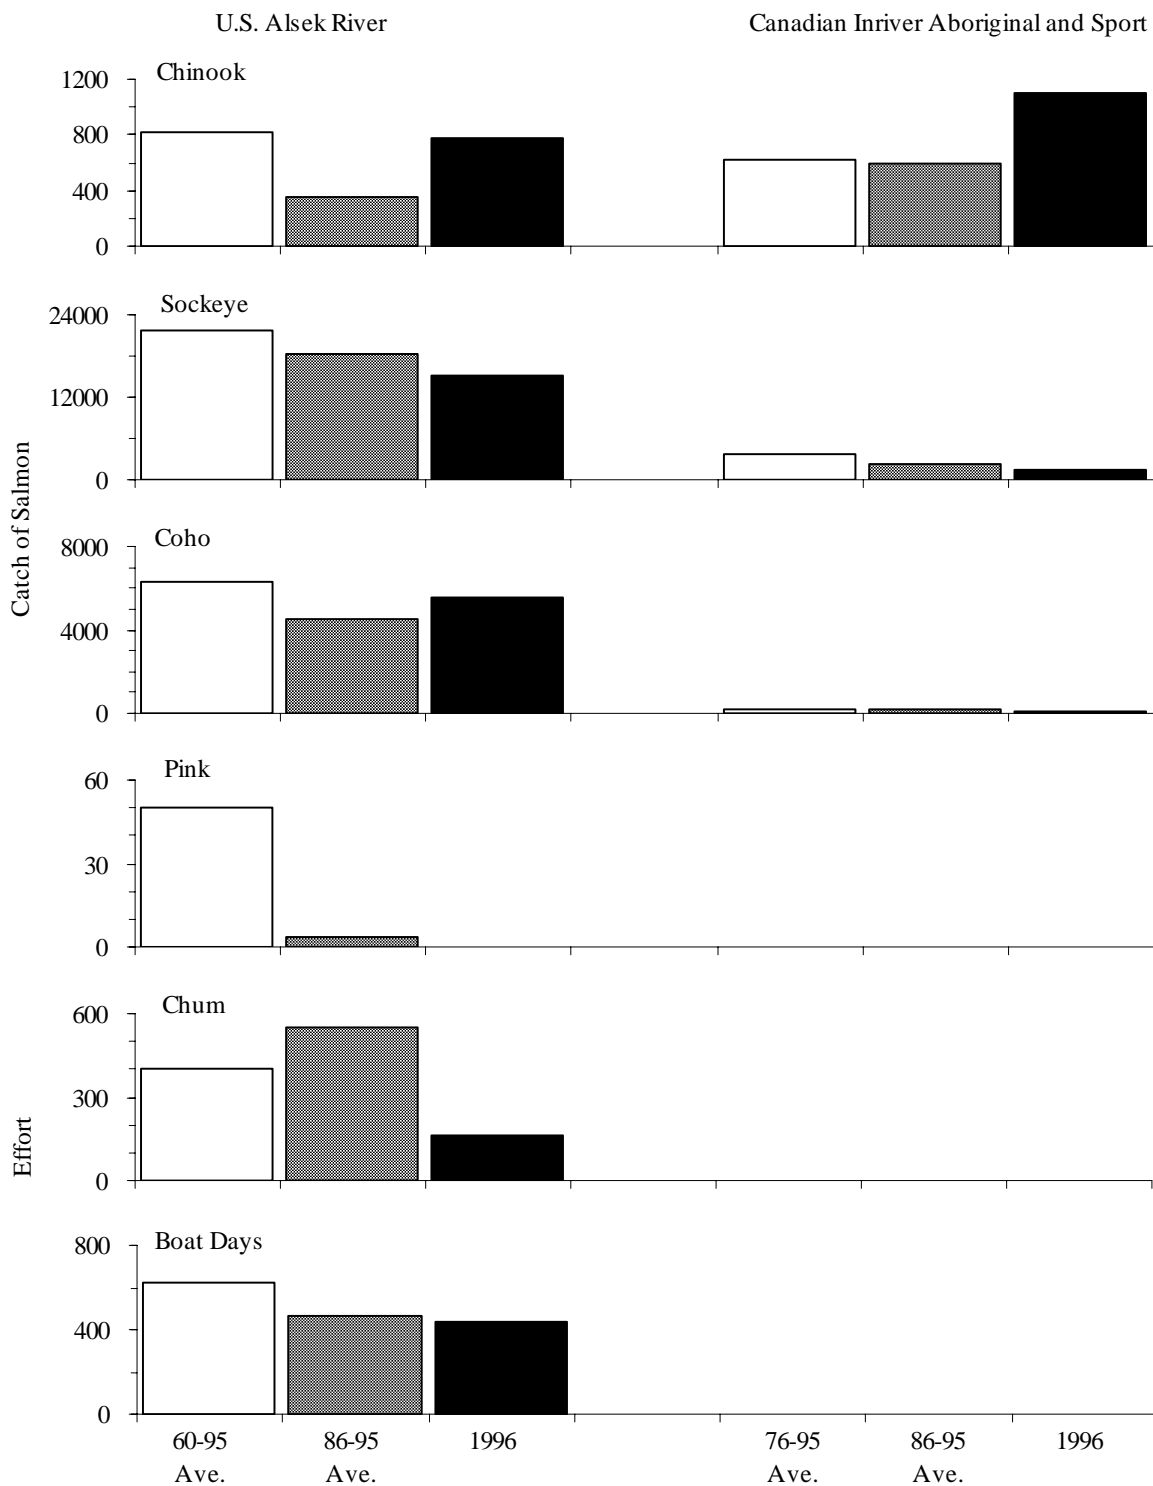 U.S. Alsek River Canadian Inriver Aboriginal and Sport
Chinook
1200
800
400
0
Sockeye
24000
12000
0
Coho
8000
4000
0
Catch of Salmon
Pink
60
30
0
Chum
600
300
0
Effort
Boat Days
800
400
0
60-95 86-95 1996 76-95 86-95 1996
Ave. Ave. Ave. Ave.